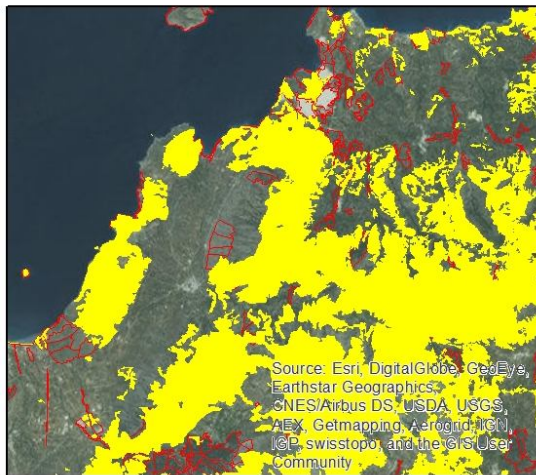 Source: Esri, DigitalGlobe, GeoEye,
Earthstar Geographics,
CNES/Airbus DS, USDA, USGS,
AEX, Getmapping, Aerogrid, IGN,
IGP, swisstopo, and the GIS User
Community